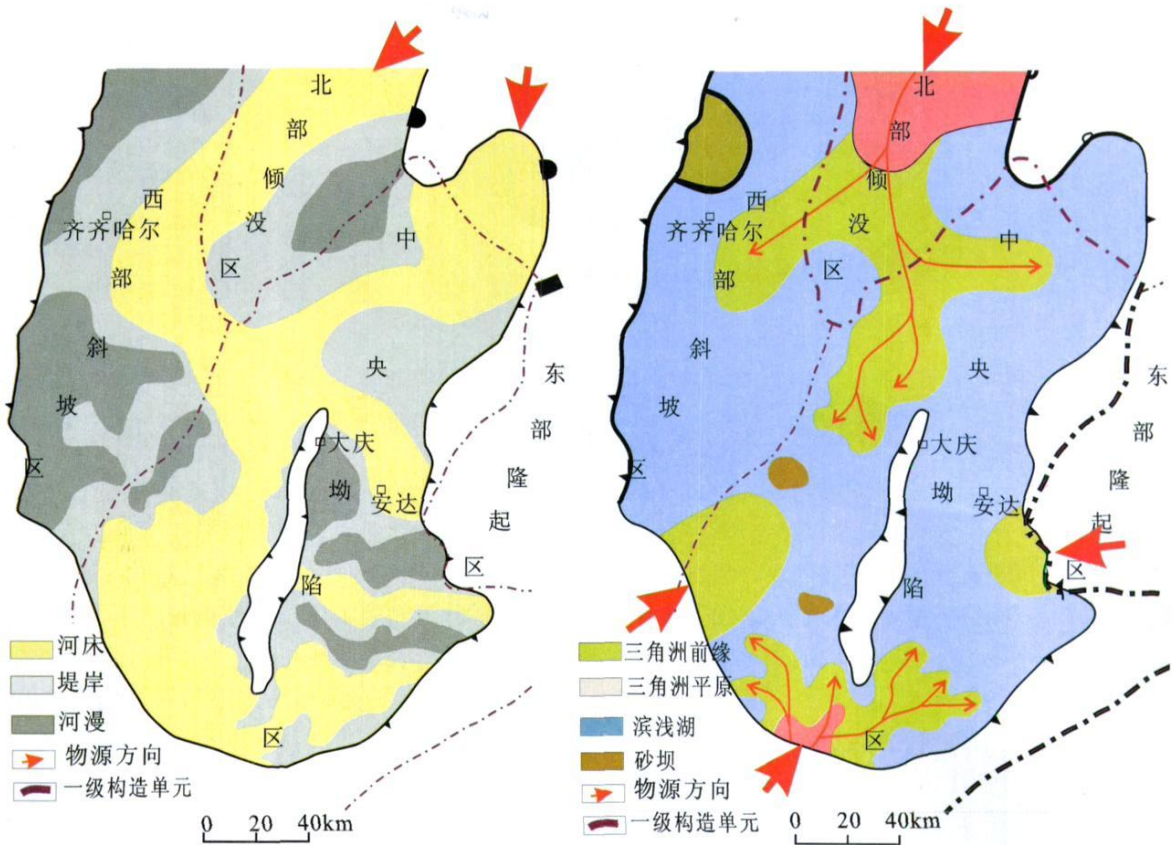 北
部
倾
没
区
西
部
斜
坡
区
齐齐哈尔
中
央
坳
陷
区
大庆
安达
东
部
隆
起
区
河床
堤岸
河漫
物源方向
一级构造单元
0 20 40km
北
部
倾
没
区
西
部
斜
坡
区
齐齐哈尔
中
央
坳
陷
区
大庆
安达
东
部
隆
起
区
三角洲前缘
三角洲平原
滨浅湖
砂坝
物源方向
一级构造单元
0 20 40km